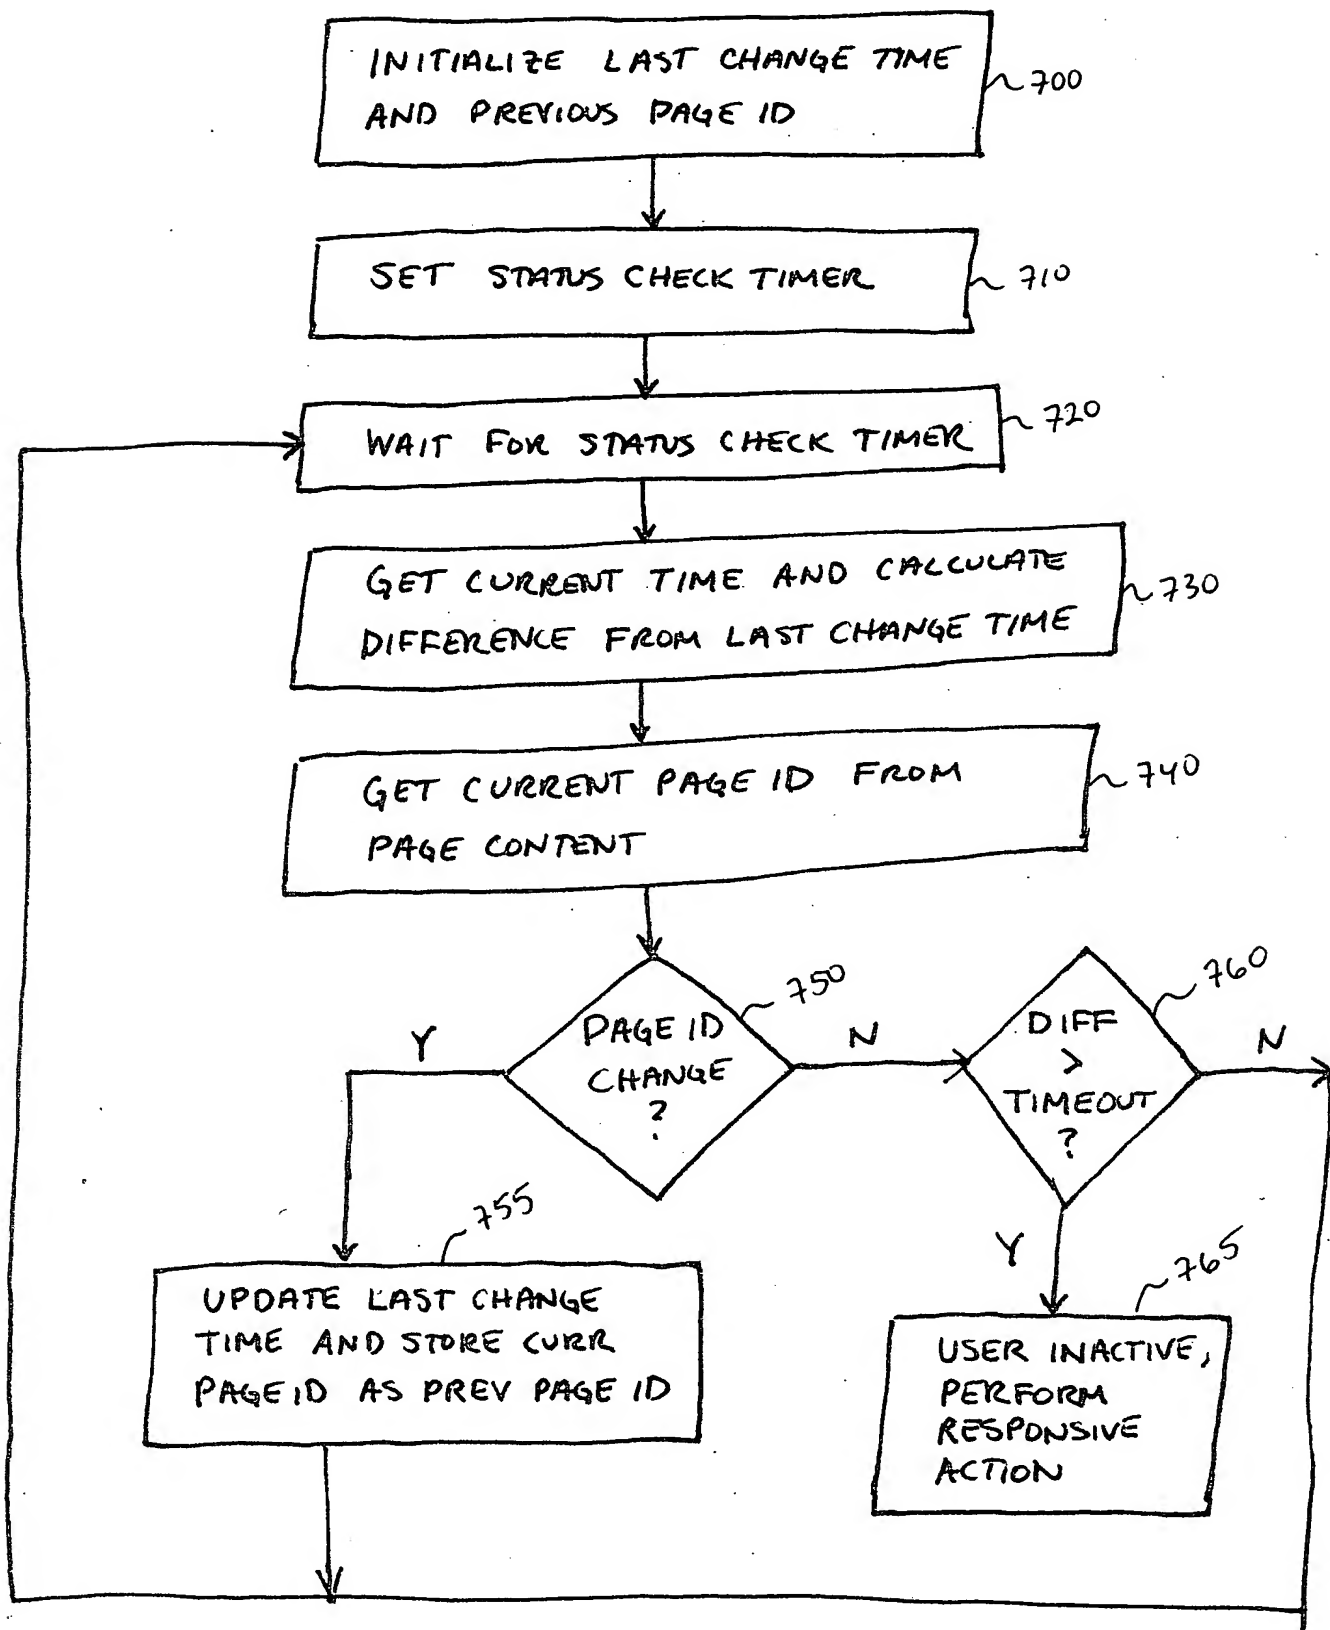 INITIALIZE LAST CHANGE TIME
AND PREVIOUS PAGE ID
700
SET STATUS CHECK TIMER
710
WAIT FOR STATUS CHECK TIMER
720
GET CURRENT TIME AND CALCULATE
DIFFERENCE FROM LAST CHANGE TIME
730
GET CURRENT PAGE ID FROM
PAGE CONTENT
740
PAGE ID
CHANGE
?
750
Y
N
DIFF
>
TIMEOUT
?
760
N
Y
755
UPDATE LAST CHANGE
TIME AND STORE CURR
PAGE ID AS PREV PAGE ID
765
USER INACTIVE,
PERFORM
RESPONSIVE
ACTION